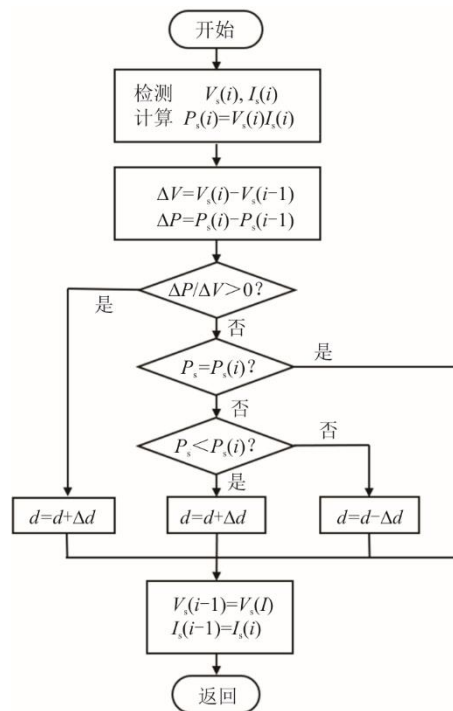 开始
检测 Vₛ(i), Iₛ(i)
计算 Pₛ(i)=Vₛ(i)Iₛ(i)
ΔV=Vₛ(i)−Vₛ(i−1)
ΔP=Pₛ(i)−Pₛ(i−1)
ΔP/ΔV>0?
是
否
Pₛ=Pₛ(i)?
是
否
Pₛ<Pₛ(i)?
否
是
d=d+Δd
d=d+Δd
d=d−Δd
Vₛ(i−1)=Vₛ(I)
Iₛ(i−1)=Iₛ(i)
返回